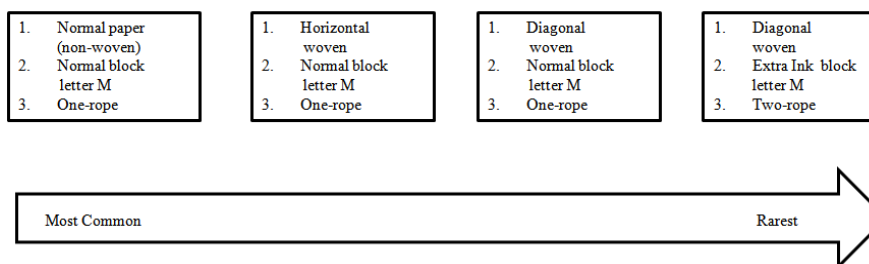 1. Normal paper
(non-woven)
2. Normal block
letter M
3. One-rope
1. Horizontal
woven
2. Normal block
letter M
3. One-rope
1. Diagonal
woven
2. Normal block
letter M
3. One-rope
1. Diagonal
woven
2. Extra Ink block
letter M
3. Two-rope
Most Common
Rarest